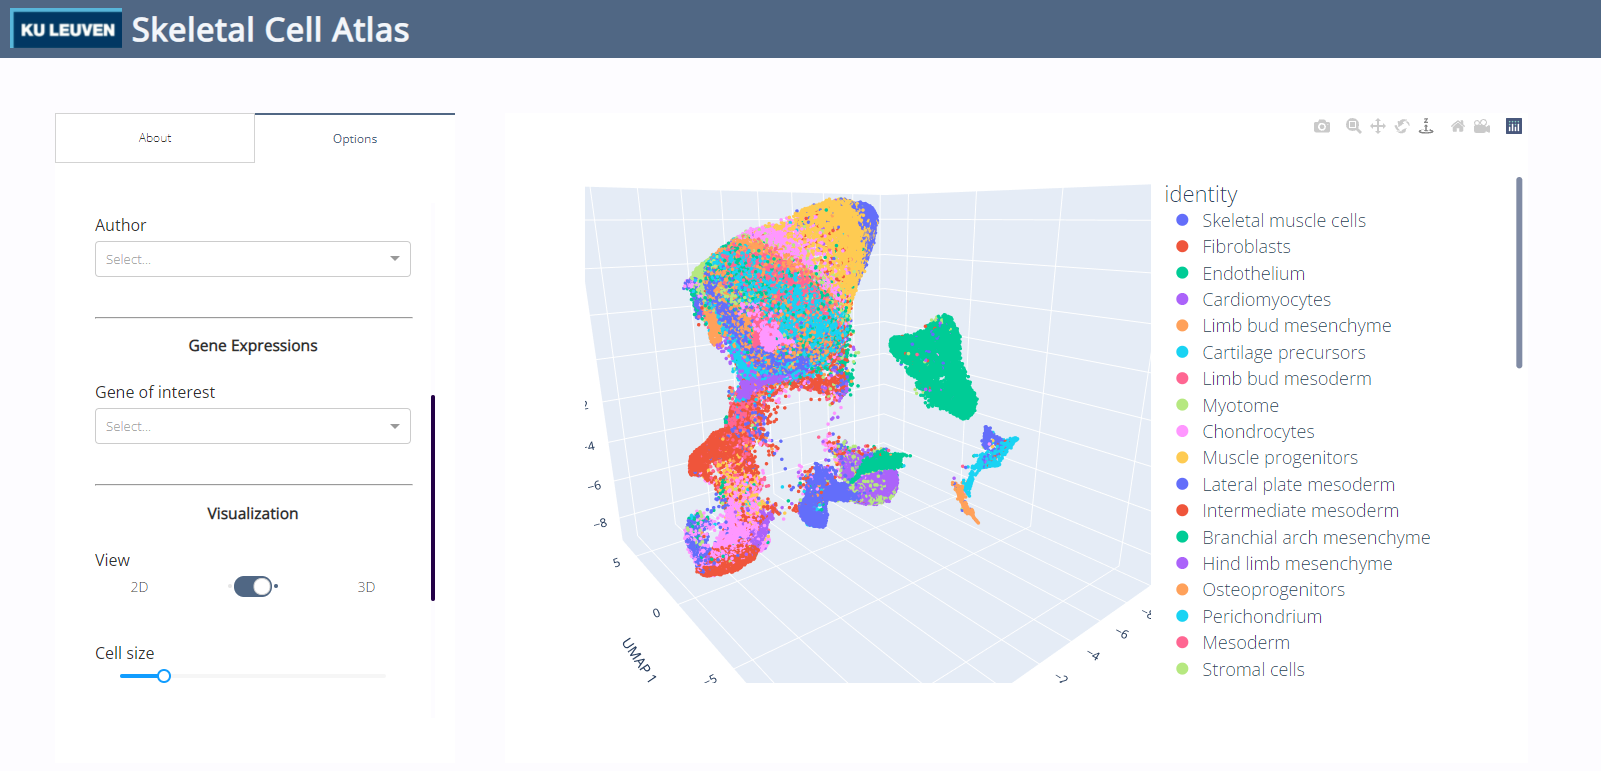 KU LEUVEN Skeletal Cell Atlas
About
Options
Author
Select...
Gene Expressions
Gene of interest
Select...
Visualization
View
2D
3D
Cell size
2
−4
−6
−8
5
0
−5
UMAP 1
−2
−4
−6
−8
z
identity
Skeletal muscle cells
Fibroblasts
Endothelium
Cardiomyocytes
Limb bud mesenchyme
Cartilage precursors
Limb bud mesoderm
Myotome
Chondrocytes
Muscle progenitors
Lateral plate mesoderm
Intermediate mesoderm
Branchial arch mesenchyme
Hind limb mesenchyme
Osteoprogenitors
Perichondrium
Mesoderm
Stromal cells